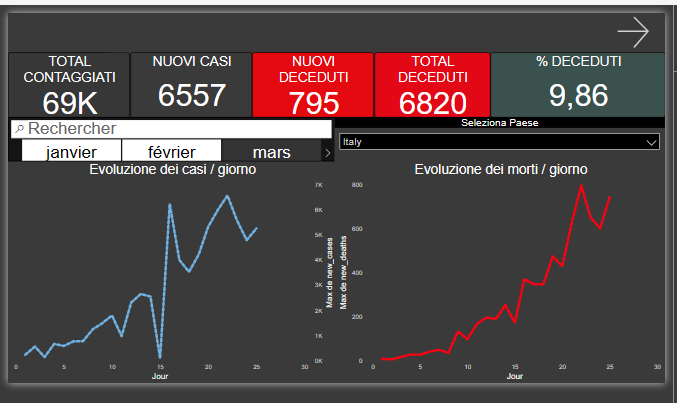 TOTAL
CONTAGGIATI
69K
NUOVI CASI
6557
NUOVI
DECEDUTI
795
TOTAL
DECEDUTI
6820
% DECEDUTI
9,86
Rechercher
janvier
février
mars
Seleziona Paese
Italy
Evoluzione dei casi / giorno
7K
6K
5K
4K
3K
2K
1K
0K
Max de new_cases
0 5 10 15 20 25 30
Jour
Evoluzione dei morti / giorno
Max de new_deaths
800
600
400
200
0
0 5 10 15 20 25 30
Jour